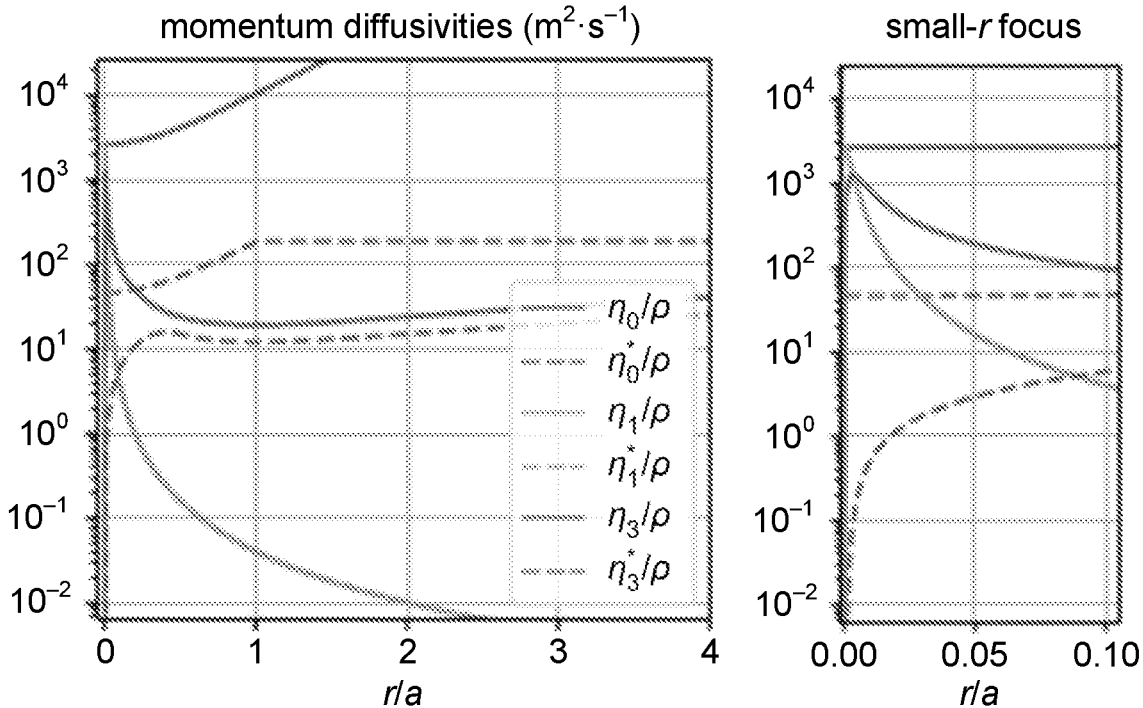 momentum diffusivities (m²·s⁻¹)
10⁴
10³
10²
10¹
10⁰
10⁻¹
10⁻²
η₀/ρ
η₀*/ρ
η₁/ρ
η₁*/ρ
η₃/ρ
η₃*/ρ
0 1 2 3 4
r/a
small-r focus
10⁴
10³
10²
10¹
10⁰
10⁻¹
10⁻²
0.00 0.05 0.10
r/a